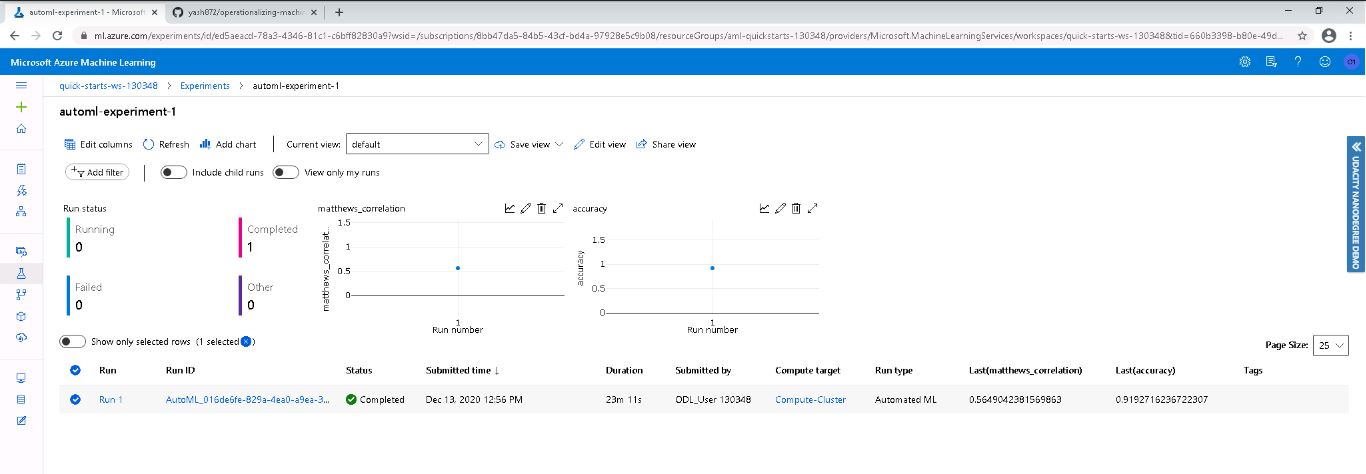 automl-experiment-1 - Microsof
yash872/operationalizing-machin
ml.azure.com/experiments/id/ed5aeacd-78a3-4346-81c1-c6bff82830a9?wsid=/subscriptions/8bb47da5-84b5-43cf-bd4a-97928e5c9b08/resourceGroups/aml-quickstarts-130348/providers/Microsoft.MachineLearningServices/workspaces/quick-starts-ws-130348&tid=660b3398-b80e-49d...
Microsoft Azure Machine Learning
O1
quick-starts-ws-130348 > Experiments > automl-experiment-1
automl-experiment-1
Edit columns Refresh Add chart Current view: default Save view Edit view Share view
Add filter Include child runs View only my runs
UDACITY NANODEGREE DEMO
Run status
Running
0
Completed
1
Failed
0
Other
0
matthews_correlation
matthews_correlat...
1.5
1
0.5
0
1
Run number
accuracy
accuracy
1.5
1
0.5
0
1
Run number
Show only selected rows (1 selected)
Page Size: 25
Run Run ID Status Submitted time ↓ Duration Submitted by Compute target Run type Last(matthews_correlation) Last(accuracy) Tags
Run 1 AutoML_016de6fe-829a-4ea0-a9ea-3... Completed Dec 13, 2020 12:56 PM 23m 11s ODL_User 130348 Compute-Cluster Automated ML 0.5649042381569863 0.9192716236722307